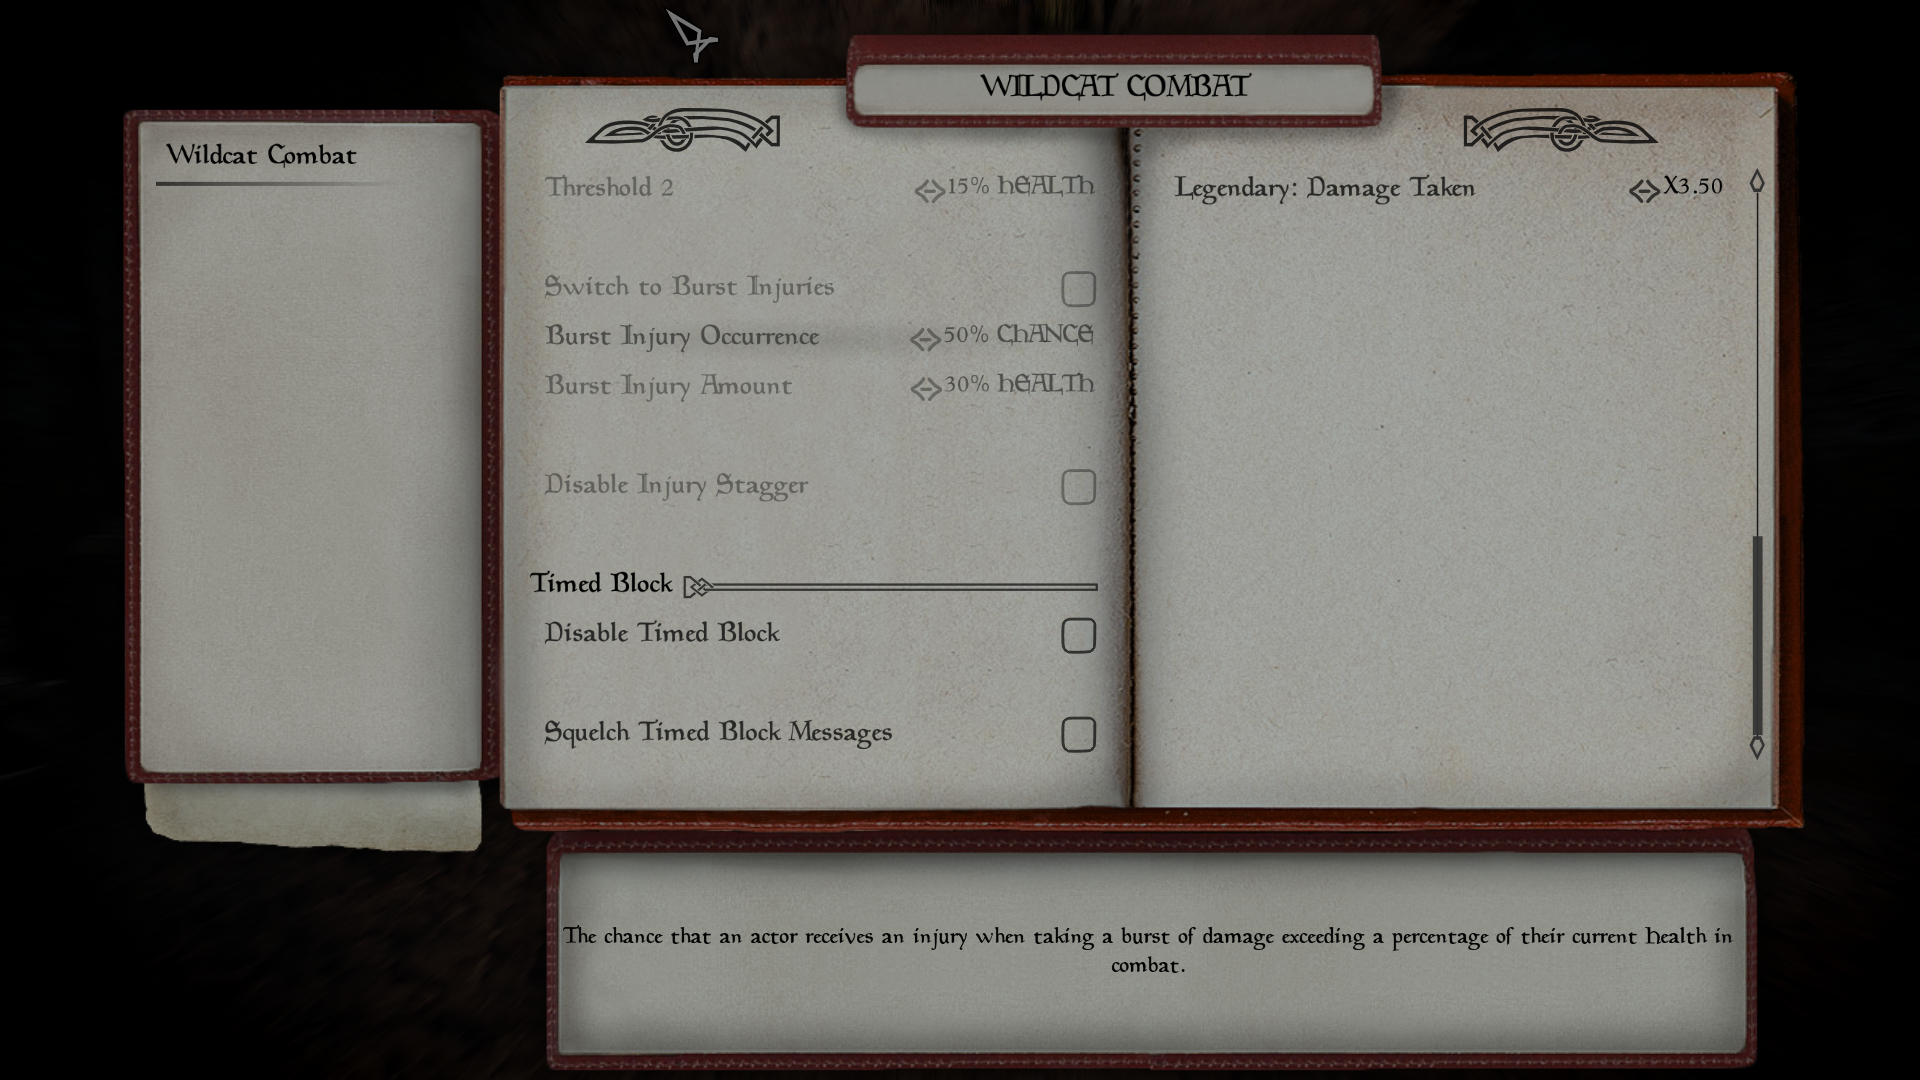 WILDCAT COMBAT
Wildcat Combat
Threshold 2
15% HEALTH
Switch to Burst Injuries
Burst Injury Occurrence
50% CHANCE
Burst Injury Amount
30% HEALTH
Disable Injury Stagger
Timed Block
Disable Timed Block
Squelch Timed Block Messages
Legendary: Damage Taken
X3.50
The chance that an actor receives an injury when taking a burst of damage exceeding a percentage of their current health in
combat.